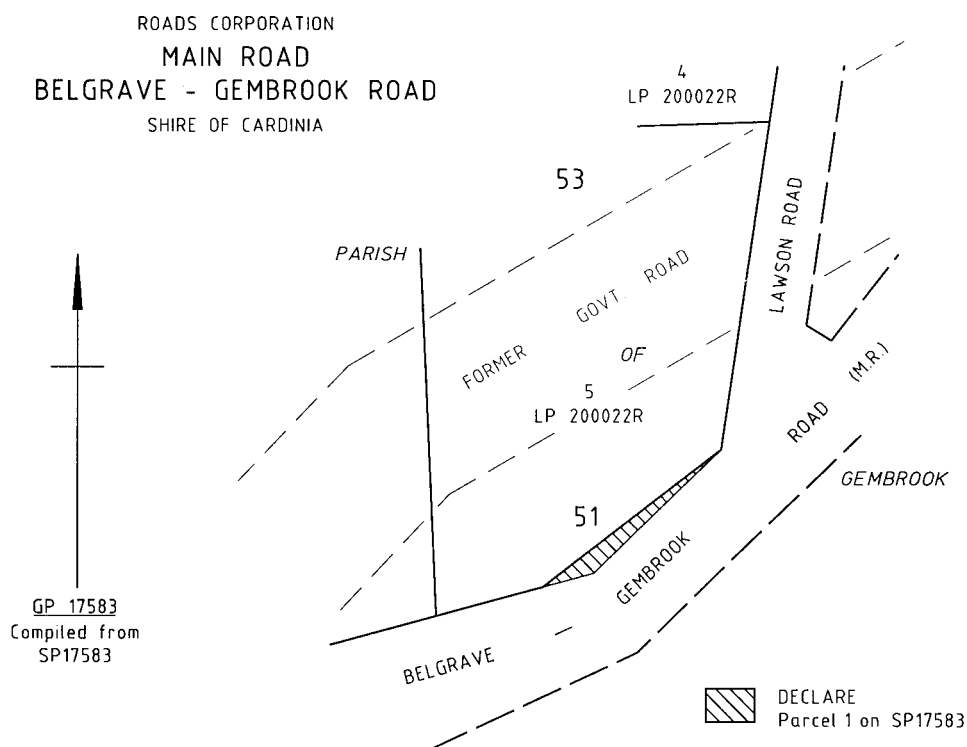 ROADS CORPORATION
MAIN ROAD
BELGRAVE - GEMBROOK ROAD
SHIRE OF CARDINIA
4
LP 200022R
53
PARISH
LAWSON ROAD
FORMER GOVT. ROAD
OF
5
LP 200022R
(M.R.)
GEMBROOK
51
BELGRAVE - GEMBROOK ROAD
GP 17583
Compiled from
SP17583
DECLARE
Parcel 1 on SP17583